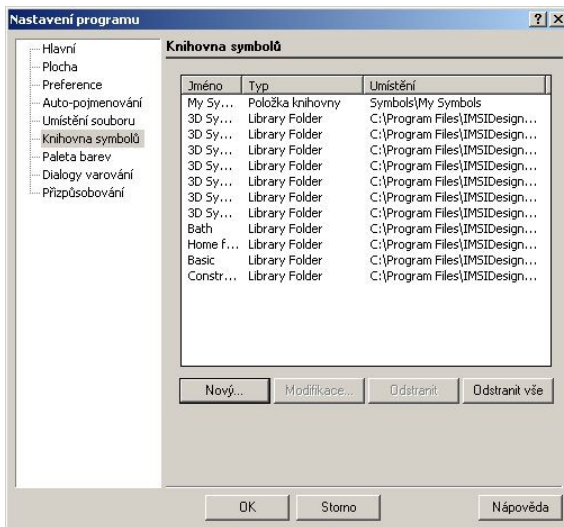 Nastavení programu
Hlavní
Plocha
Preference
Auto-pojmenování
Umístění souboru
Knihovna symbolů
Paleta barev
Dialogy varování
Přizpůsobování
Knihovna symbolů
Jméno Typ Umístění
My Sy... Položka knihovny Symbols\My Symbols
3D Sy... Library Folder C:\Program Files\IMSIDesign...
3D Sy... Library Folder C:\Program Files\IMSIDesign...
3D Sy... Library Folder C:\Program Files\IMSIDesign...
3D Sy... Library Folder C:\Program Files\IMSIDesign...
3D Sy... Library Folder C:\Program Files\IMSIDesign...
3D Sy... Library Folder C:\Program Files\IMSIDesign...
3D Sy... Library Folder C:\Program Files\IMSIDesign...
Bath Library Folder C:\Program Files\IMSIDesign...
Home f... Library Folder C:\Program Files\IMSIDesign...
Basic Library Folder C:\Program Files\IMSIDesign...
Constr... Library Folder C:\Program Files\IMSIDesign...
Nový... Modifikace... Odstranit Odstranit vše
OK Storno Nápověda